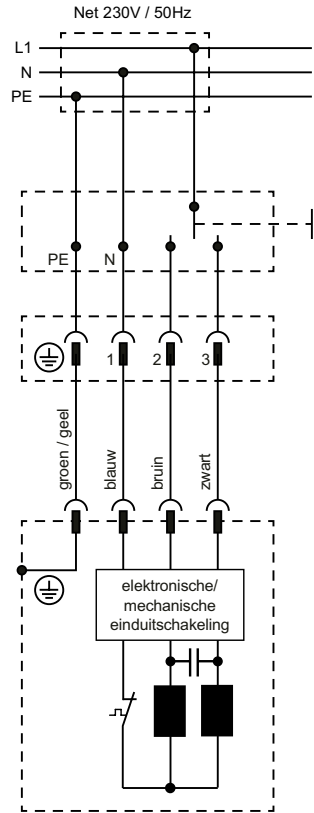 Net 230V / 50Hz
L1
N
PE
PE
N
1
2
3
groen / geel
blauw
bruin
zwart
elektronische/
mechanische
einduitschakeling